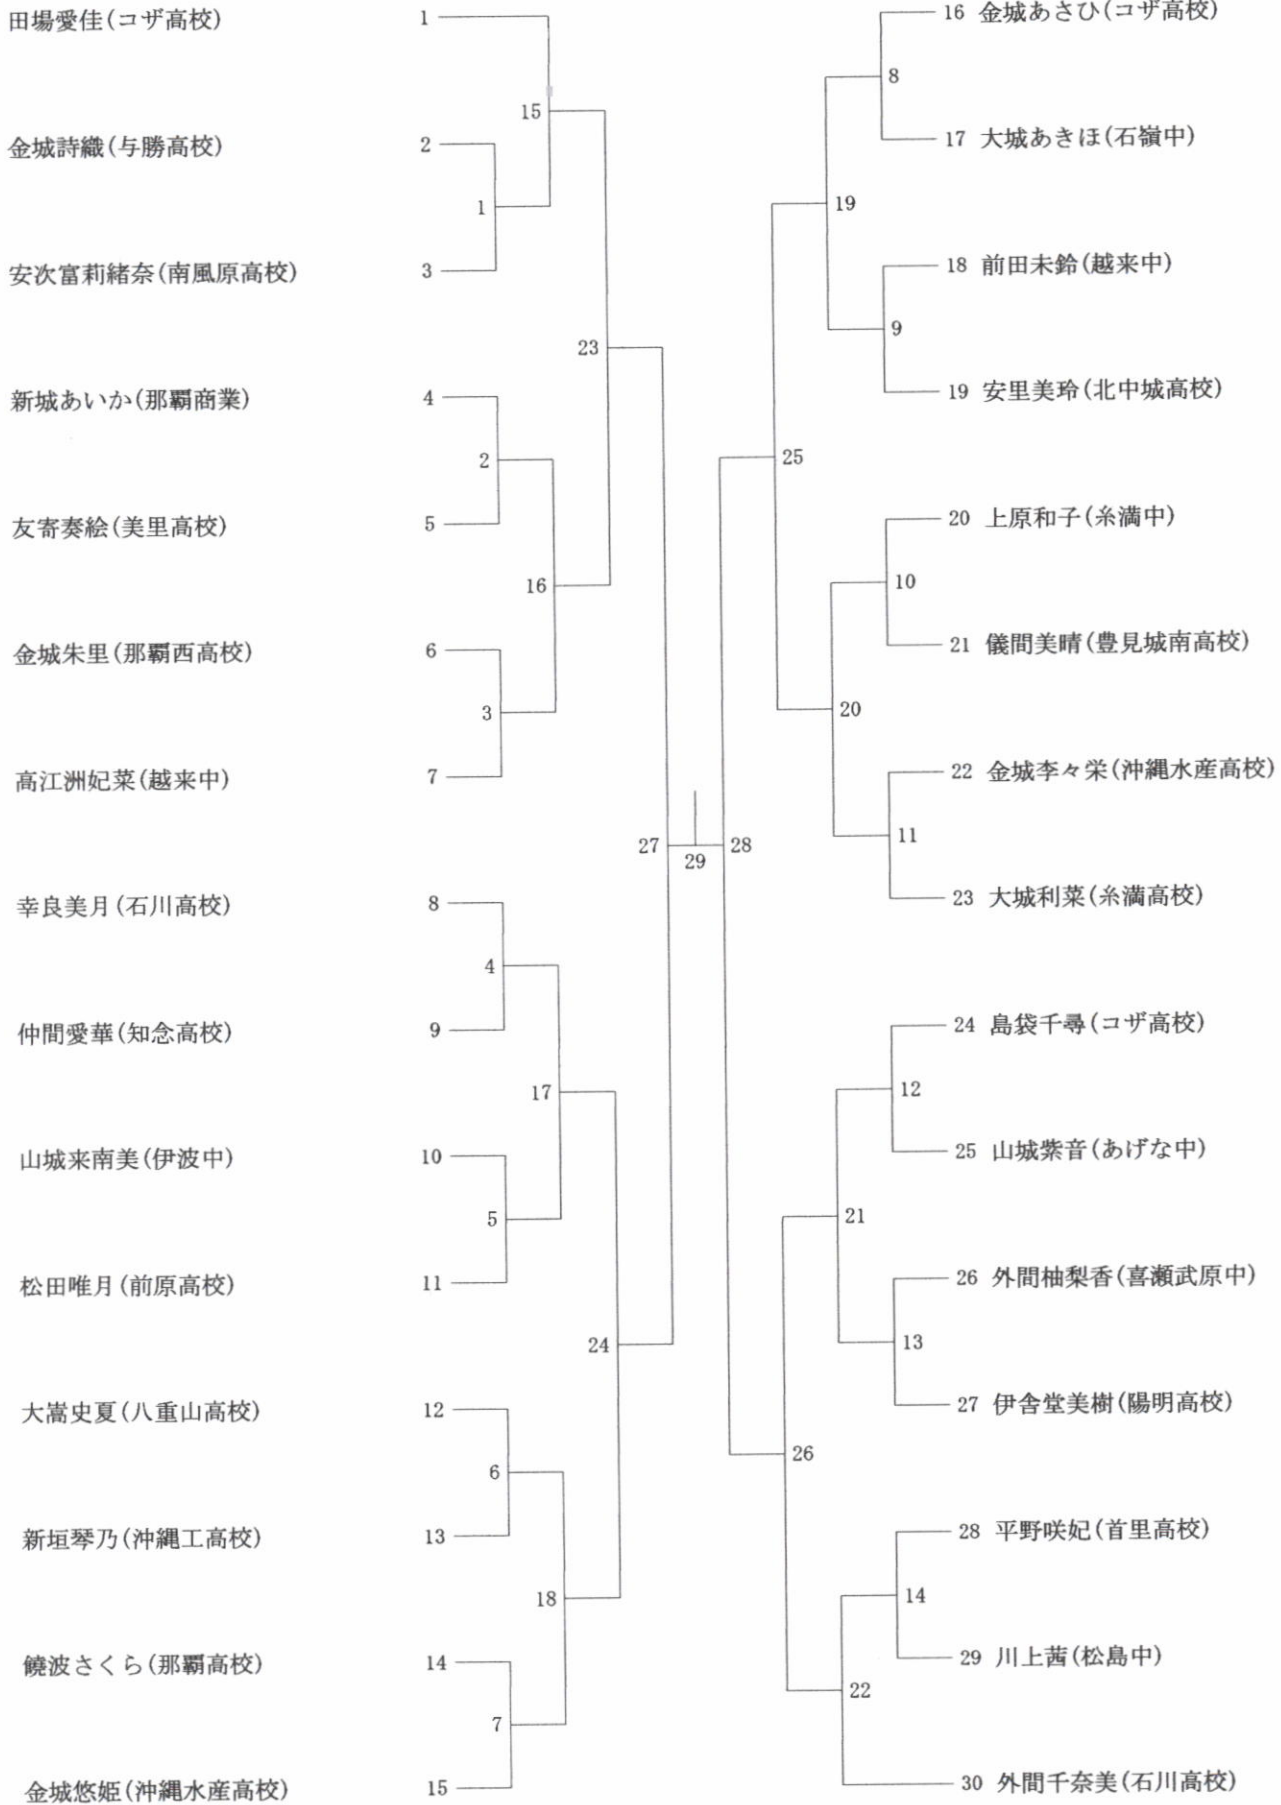 田場愛佳(コザ高校) 1
金城詩織(与勝高校) 2
安次富莉緒奈(南風原高校) 3
新城あいか(那覇商業) 4
友寄奏絵(美里高校) 5
金城朱里(那覇西高校) 6
高江洲妃菜(越来中) 7
幸良美月(石川高校) 8
仲間愛華(知念高校) 9
山城来南美(伊波中) 10
松田唯月(前原高校) 11
大嵩史夏(八重山高校) 12
新垣琴乃(沖縄工高校) 13
饒波さくら(那覇高校) 14
金城悠姫(沖縄水産高校) 15
15
1
23
2
16
3
27
4
17
5
24
6
18
7
29
28
16 金城あさひ(コザ高校)
8
17 大城あきほ(石嶺中)
19
18 前田未鈴(越来中)
9
19 安里美玲(北中城高校)
25
20 上原和子(糸満中)
10
21 儀間美晴(豊見城南高校)
20
22 金城李々栄(沖縄水産高校)
11
23 大城利菜(糸満高校)
24 島袋千尋(コザ高校)
12
25 山城紫音(あげな中)
21
26 外間柚梨香(喜瀬武原中)
13
27 伊舎堂美樹(陽明高校)
26
28 平野咲妃(首里高校)
14
29 川上茜(松島中)
22
30 外間千奈美(石川高校)